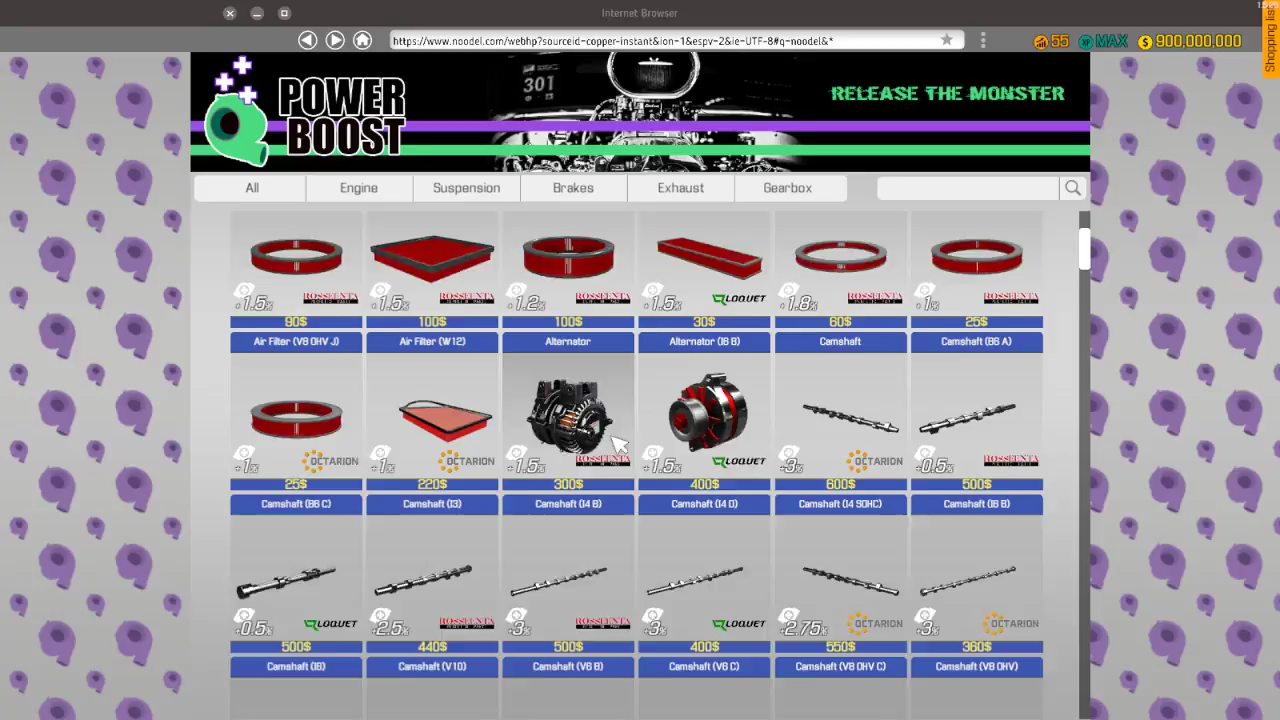 Internet Browser
https://www.noodel.com/webhp?sourceid-copper-instant&ion-1&espv-2&ie-UTF-8#q-noodel&*
55 XP MAX $ 900,000,000
Shopping list
POWER BOOST
301
RELEASE THE MONSTER
All Engine Suspension Brakes Exhaust Gearbox
+1.5% +1.5% +1.2% +1.5% LOQUET +1.8% +1%
90$ 100$ 100$ 30$ 60$ 25$
Air Filter (V8 OHV J) Air Filter (W12) Alternator Alternator (I6 B) Camshaft Camshaft (B6 A)
+1% OCTARION +1% OCTARION +1.5% +1.5% LOQUET +3% OCTARION +0.5%
25$ 220$ 300$ 400$ 600$ 500$
Camshaft (B6 C) Camshaft (I3) Camshaft (I4 B) Camshaft (I4 D) Camshaft (I4 SOHC) Camshaft (I6 B)
+0.5% LOQUET +2.5% +3% +3% LOQUET +2.75% OCTARION +3% OCTARION
500$ 440$ 500$ 400$ 550$ 360$
Camshaft (I8) Camshaft (V10) Camshaft (V6 B) Camshaft (V6 C) Camshaft (V8 OHV C) Camshaft (V8 OHV)